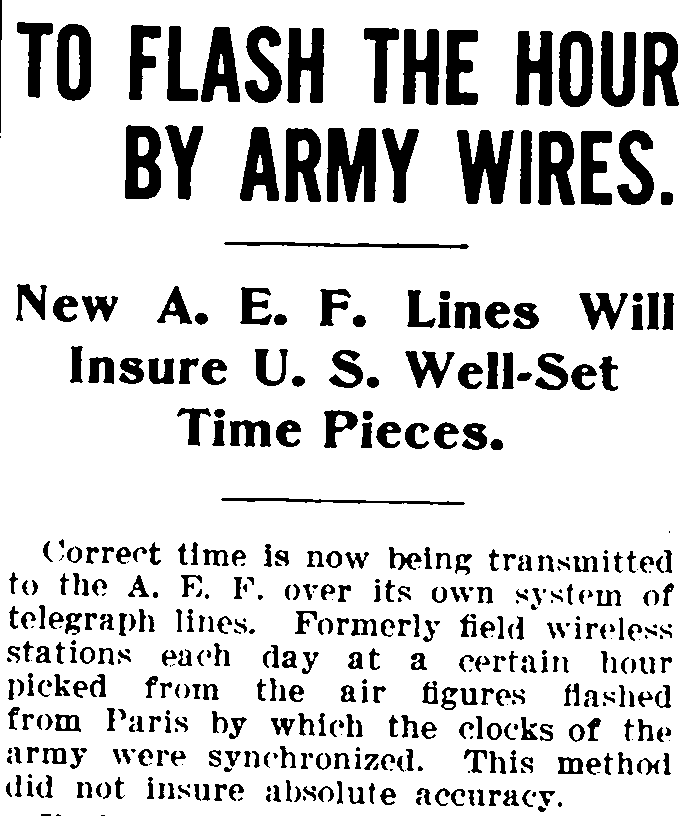 TO FLASH THE HOUR
BY ARMY WIRES.
New A. E. F. Lines Will
Insure U. S. Well-Set
Time Pieces.
Correct time is now being transmitted
to the A. E. F. over its own system of
telegraph lines. Formerly field wireless
stations each day at a certain hour
picked from the air figures flashed
from Paris by which the clocks of the
army were synchronized. This method
did not insure absolute accuracy.